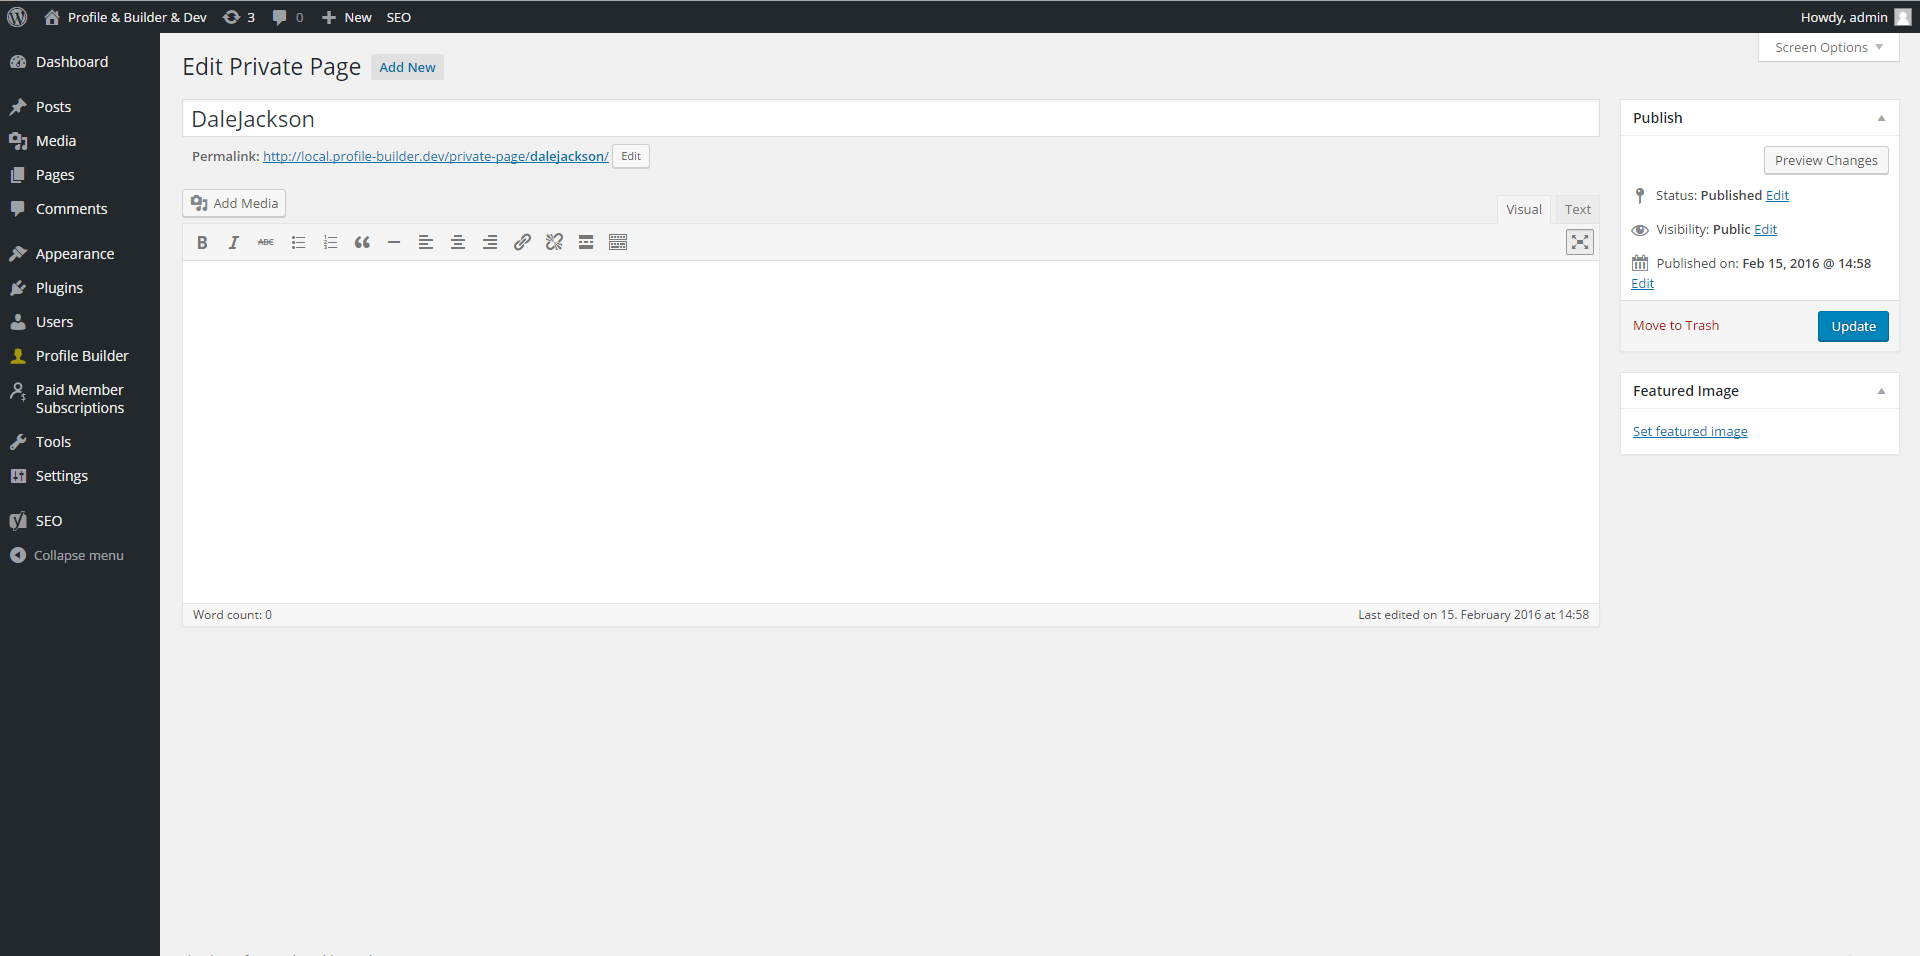 Profile & Builder & Dev 3 0 New SEO Howdy, admin
Screen Options
Dashboard
Posts
Media
Pages
Comments
Appearance
Plugins
Users
Profile Builder
Paid Member
Subscriptions
Tools
Settings
SEO
Collapse menu
Edit Private Page Add New
DaleJackson
Permalink: http://local.profile-builder.dev/private-page/dalejackson/ Edit
Add Media
Visual Text
B I ABC
Word count: 0 Last edited on 15. February 2016 at 14:58
Publish
Preview Changes
Status: Published Edit
Visibility: Public Edit
Published on: Feb 15, 2016 @ 14:58
Edit
Move to Trash Update
Featured Image
Set featured image